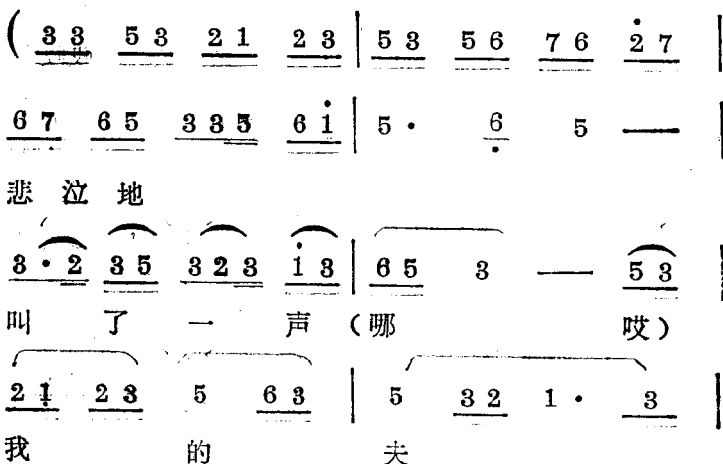 ( 3 3 5 3 2 1 2 3 | 5 3 5 6 7 6 2̇ 7 |
6 7 6 5 3 3 5 6 i̇ | 5 · 6̣ 5 — |
悲泣地
3 · 2 3 5 3 2 3 i̇ 3 | 6 5 3 — 5 3 |
叫 了 一 声（哪 哎）
2 1 2 3 5 6 3 | 5 3 2 1 · 3 |
我 的 夫